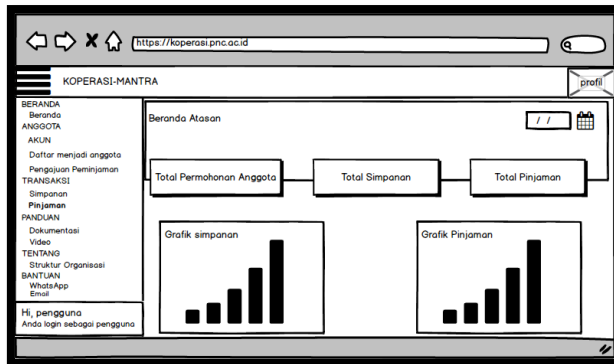 https://koperasi.pnc.ac.id
KOPERASI-MANTRA
profil
BERANDA
Beranda
ANGGOTA
AKUN
Daftar menjadi anggota
Pengajuan Peminjaman
TRANSAKSI
Simpanan
Pinjaman
PANDUAN
Dokumentasi
Video
TENTANG
Struktur Organisasi
BANTUAN
WhatsApp
Email
Hi, pengguna
Anda login sebagai pengguna
Beranda Atasan
/ /
Total Permohonan Anggota
Total Simpanan
Total Pinjaman
Grafik simpanan
Grafik Pinjaman